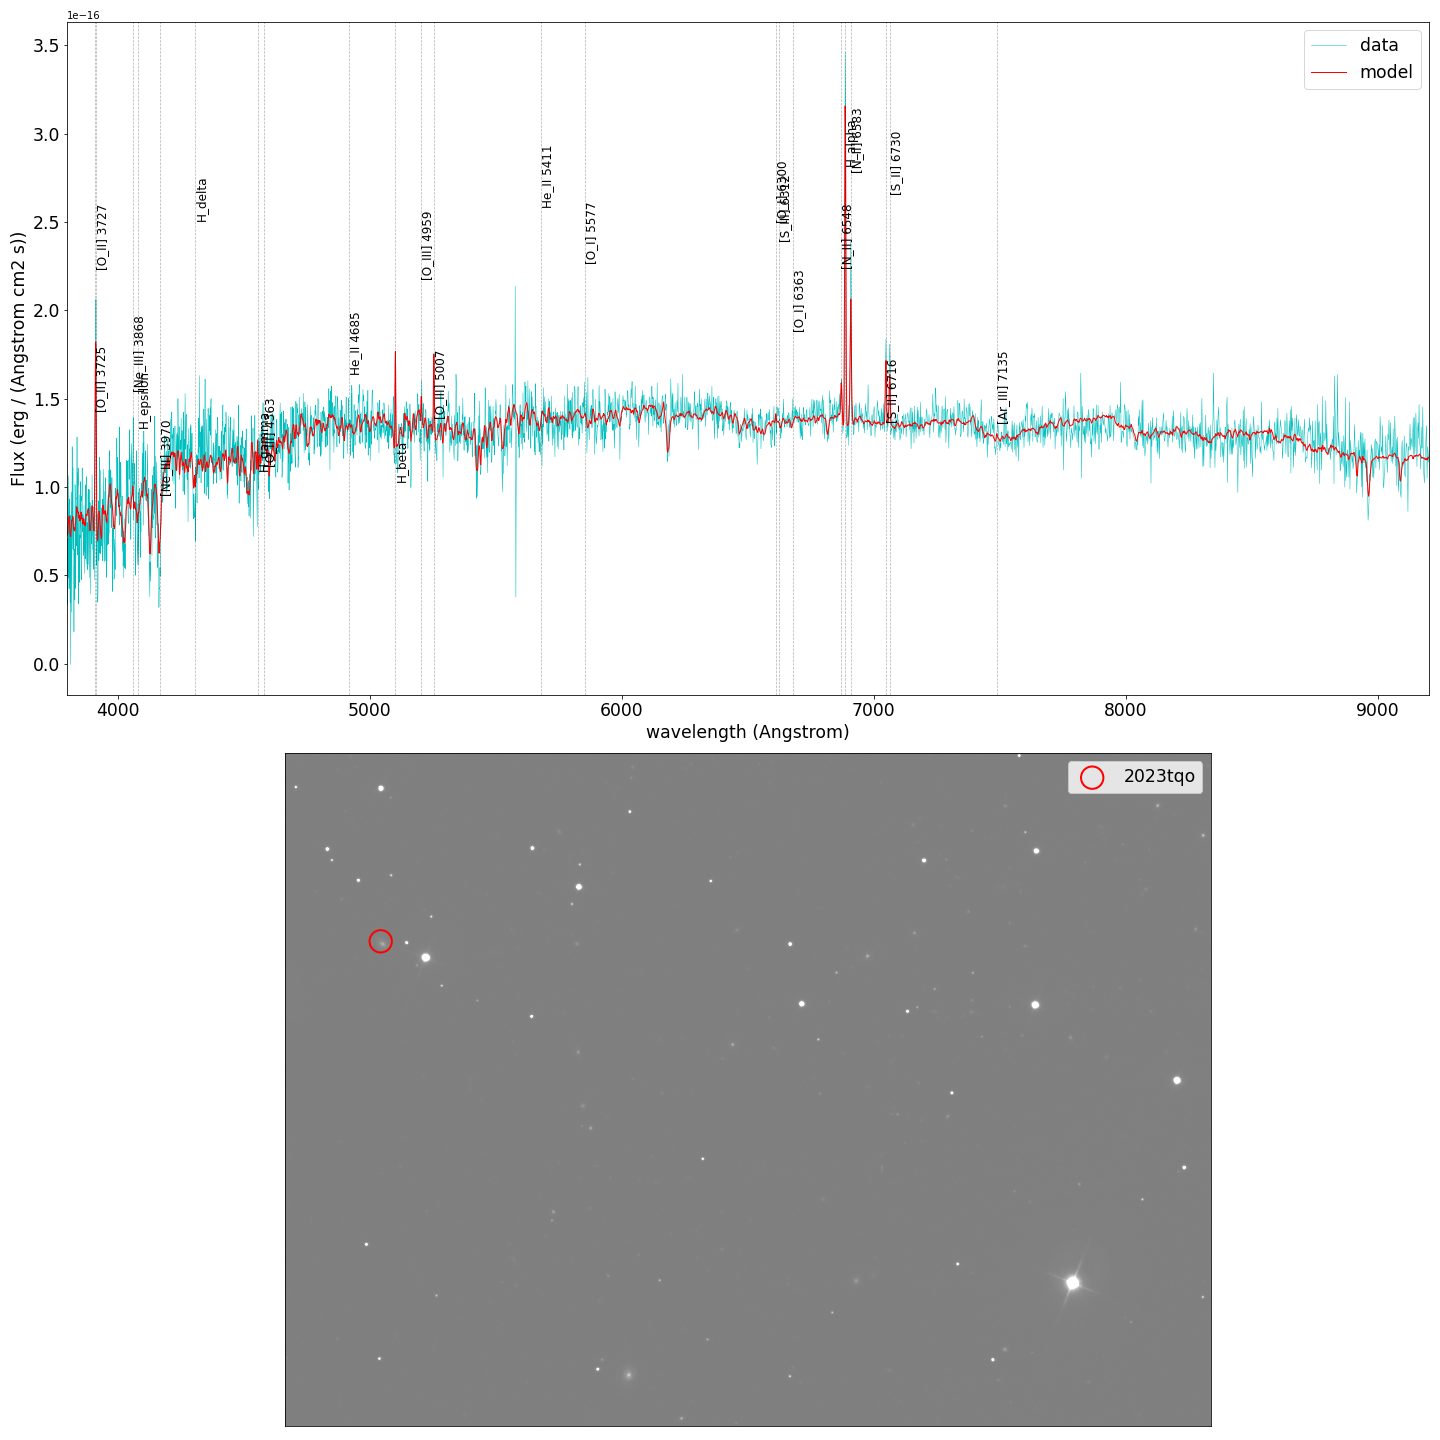 1e−16
data
model
3.5
3.0
2.5
2.0
1.5
1.0
0.5
0.0
Flux (erg / (Angstrom cm2 s))
[O_II] 3727
[O_II] 3725
[Ne_III] 3868
H_epsilon
[Ne_III] 3970
H_delta
H_gamma
[O_III] 4363
He_II 4685
H_beta
[O_III] 4959
[O_III] 5007
He_II 5411
[O_I] 5577
[O_I] 6300
[S_III] 6312
[O_I] 6363
[N_II] 6548
H_alpha
[N_II] 6583
[S_II] 6716
[S_II] 6730
[Ar_III] 7135
4000
5000
6000
7000
8000
9000
wavelength (Angstrom)
2023tqo